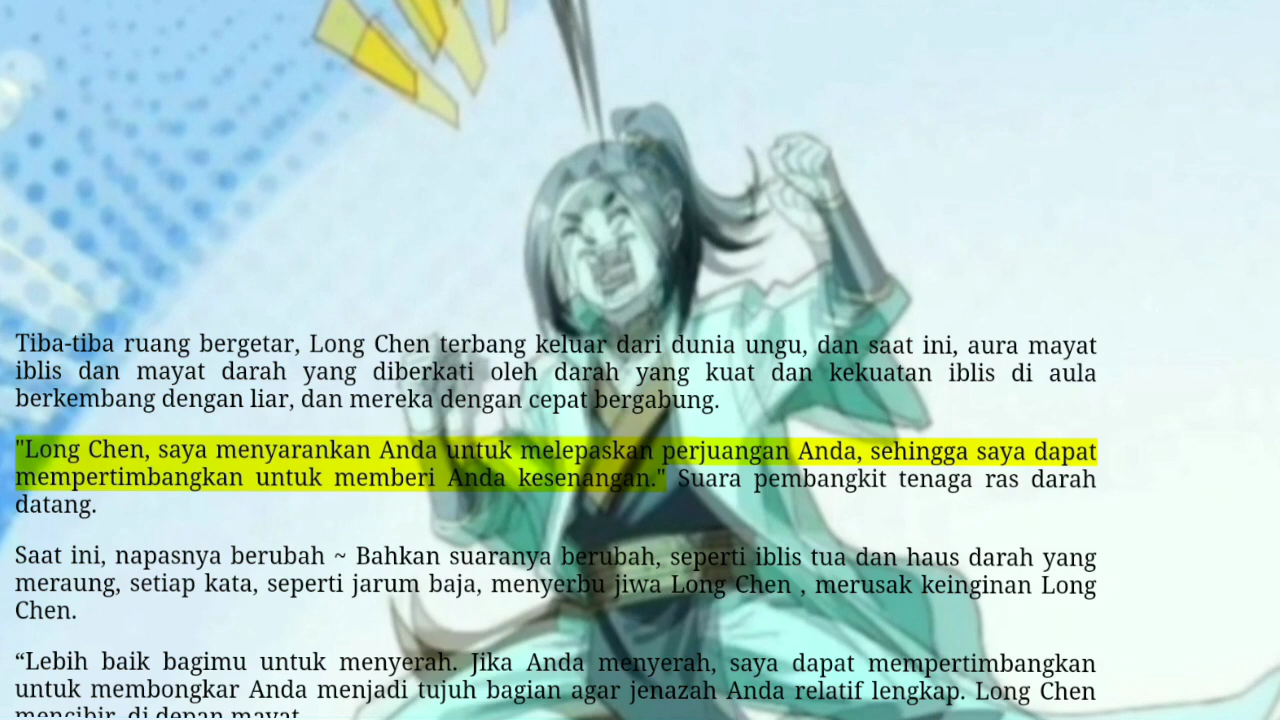 Tiba-tiba ruang bergetar, Long Chen terbang keluar dari dunia ungu, dan saat ini, aura mayat
iblis dan mayat darah yang diberkati oleh darah yang kuat dan kekuatan iblis di aula
berkembang dengan liar, dan mereka dengan cepat bergabung.
"Long Chen, saya menyarankan Anda untuk melepaskan perjuangan Anda, sehingga saya dapat
mempertimbangkan untuk memberi Anda kesenangan." Suara pembangkit tenaga ras darah
datang.
Saat ini, napasnya berubah ~ Bahkan suaranya berubah, seperti iblis tua dan haus darah yang
meraung, setiap kata, seperti jarum baja, menyerbu jiwa Long Chen , merusak keinginan Long
Chen.
“Lebih baik bagimu untuk menyerah. Jika Anda menyerah, saya dapat mempertimbangkan
untuk membongkar Anda menjadi tujuh bagian agar jenazah Anda relatif lengkap. Long Chen
mencibir, di depan mayat